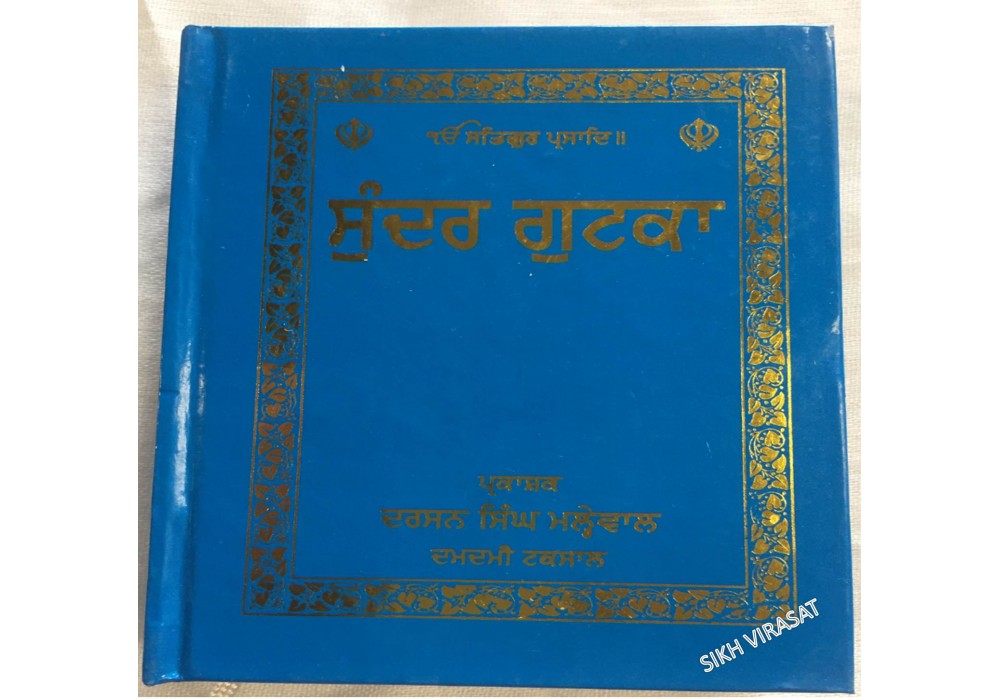 ੴ ਸਤਿਗੁਰ ਪ੍ਰਸਾਦਿ ॥
ਸੁੰਦਰ ਗੁਟਕਾ
ਪ੍ਰਕਾਸ਼ਕ
ਦਰਸਨ ਸਿੰਘ ਮਲ੍ਹੇਵਾਲ
ਦਮਦਮੀ ਟਕਸਾਲ
SIKH VIRASAT